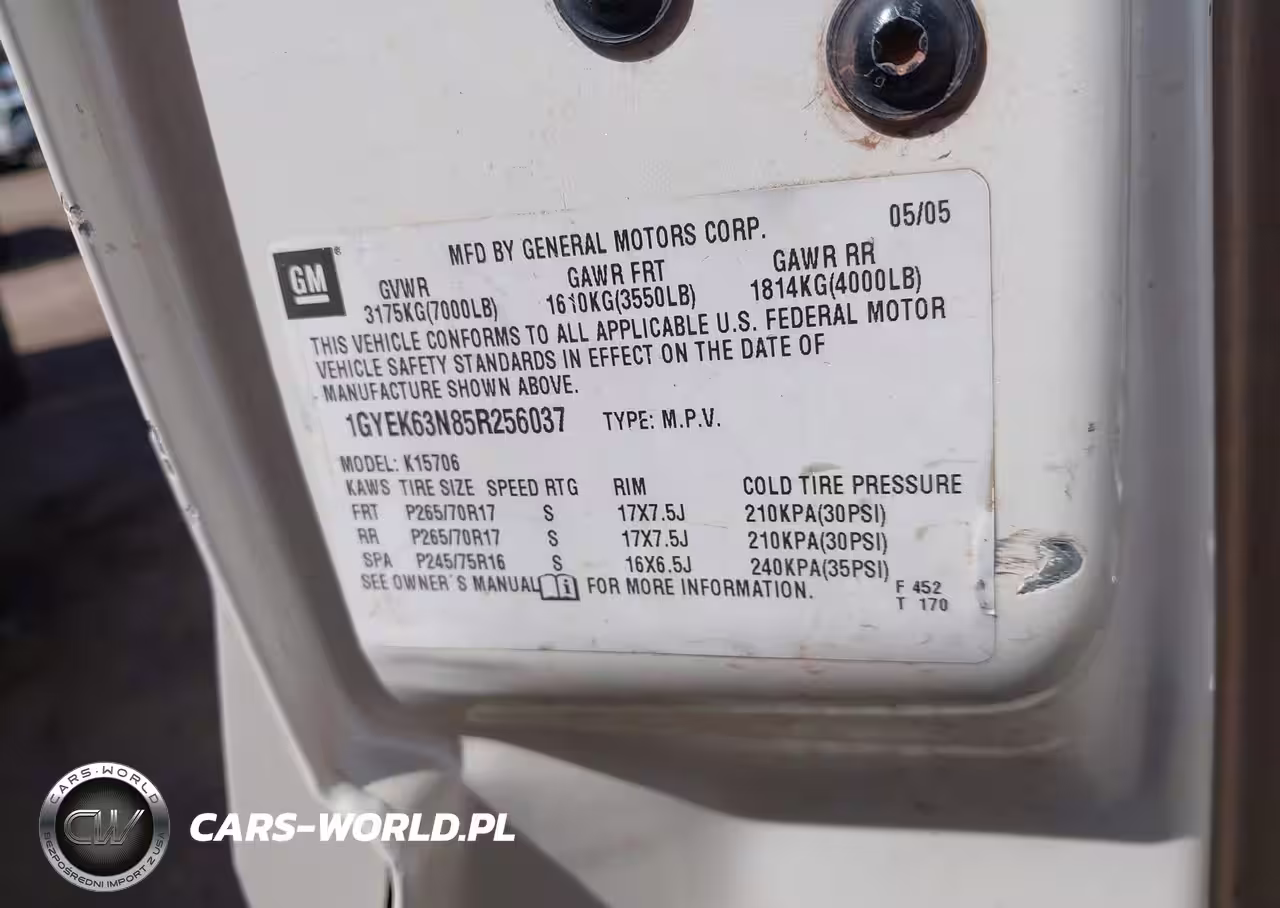 MFD BY GENERAL MOTORS CORP. 05/05
GM
GVWR GAWR FRT GAWR RR
3175KG(7000LB) 1610KG(3550LB) 1814KG(4000LB)
THIS VEHICLE CONFORMS TO ALL APPLICABLE U.S. FEDERAL MOTOR
VEHICLE SAFETY STANDARDS IN EFFECT ON THE DATE OF
MANUFACTURE SHOWN ABOVE.
1GYEK63N85R256037 TYPE: M.P.V.
MODEL: K15706
KAWS TIRE SIZE SPEED RTG RIM COLD TIRE PRESSURE
FRT P265/70R17 S 17X7.5J 210KPA(30PSI)
RR P265/70R17 S 17X7.5J 210KPA(30PSI)
SPA P245/75R16 S 16X6.5J 240KPA(35PSI)
SEE OWNER'S MANUAL FOR MORE INFORMATION.
F 452
T 170
CARS-WORLD
CW
BEZPOŚREDNI IMPORT Z USA
CARS-WORLD.PL